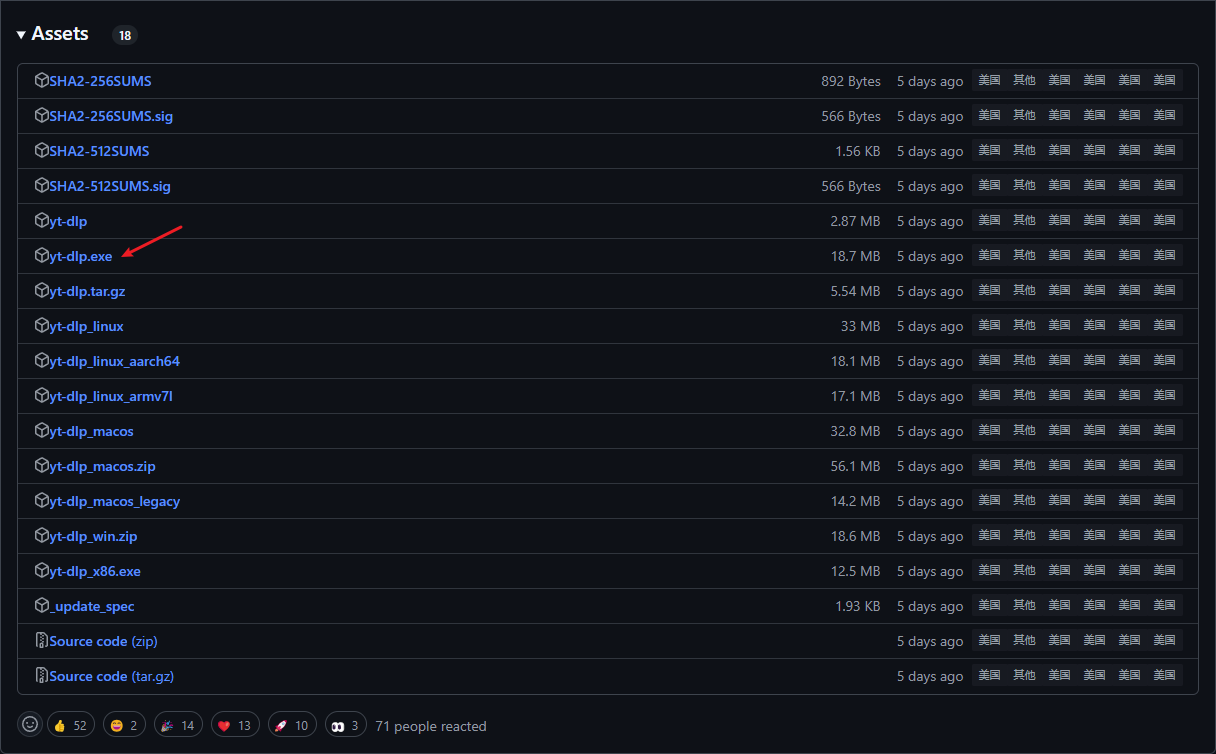 Assets 18
SHA2-256SUMS 892 Bytes 5 days ago 美国 其他 美国 美国 美国 美国
SHA2-256SUMS.sig 566 Bytes 5 days ago 美国 其他 美国 美国 美国 美国
SHA2-512SUMS 1.56 KB 5 days ago 美国 其他 美国 美国 美国 美国
SHA2-512SUMS.sig 566 Bytes 5 days ago 美国 其他 美国 美国 美国 美国
yt-dlp 2.87 MB 5 days ago 美国 其他 美国 美国 美国 美国
yt-dlp.exe 18.7 MB 5 days ago 美国 其他 美国 美国 美国 美国
yt-dlp.tar.gz 5.54 MB 5 days ago 美国 其他 美国 美国 美国 美国
yt-dlp_linux 33 MB 5 days ago 美国 其他 美国 美国 美国 美国
yt-dlp_linux_aarch64 18.1 MB 5 days ago 美国 其他 美国 美国 美国 美国
yt-dlp_linux_armv7l 17.1 MB 5 days ago 美国 其他 美国 美国 美国 美国
yt-dlp_macos 32.8 MB 5 days ago 美国 其他 美国 美国 美国 美国
yt-dlp_macos.zip 56.1 MB 5 days ago 美国 其他 美国 美国 美国 美国
yt-dlp_macos_legacy 14.2 MB 5 days ago 美国 其他 美国 美国 美国 美国
yt-dlp_win.zip 18.6 MB 5 days ago 美国 其他 美国 美国 美国 美国
yt-dlp_x86.exe 12.5 MB 5 days ago 美国 其他 美国 美国 美国 美国
_update_spec 1.93 KB 5 days ago 美国 其他 美国 美国 美国 美国
Source code (zip) 5 days ago 美国 其他 美国 美国 美国 美国
Source code (tar.gz) 5 days ago 美国 其他 美国 美国 美国 美国
52 2 14 13 10 3 71 people reacted